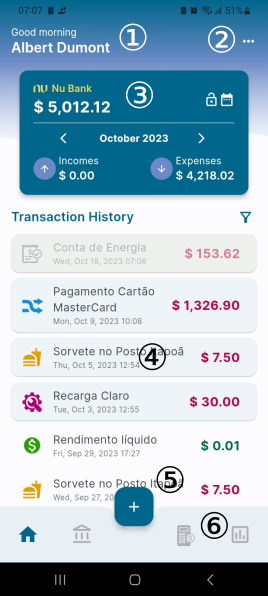 07:07 51%
Good morning
Albert Dumont
①
② •••
nu Nu Bank
$ 5,012.12
③
October 2023
Incomes
$ 0.00
Expenses
$ 4,218.02
Transaction History
Conta de Energia
Wed, Oct 18, 2023 07:06
$ 153.62
Pagamento Cartão
MasterCard
Mon, Oct 9, 2023 10:08
$ 1,326.90
Sorvete no Posto Itapoã
Thu, Oct 5, 2023 12:54
④
$ 7.50
Recarga Claro
Tue, Oct 3, 2023 12:55
$ 30.00
Rendimento líquido
Fri, Sep 29, 2023 17:27
$ 0.01
Sorvete no Posto Itapoã
Wed, Sep 27, 20
⑤
$ 7.50
+
⑥